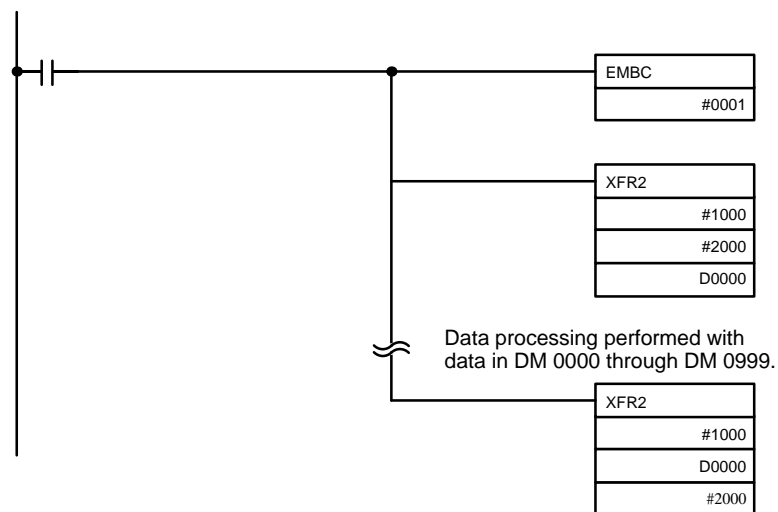 EMBC
#0001
XFR2
#1000
#2000
D0000
Data processing performed with
data in DM 0000 through DM 0999.
XFR2
#1000
D0000
#2000